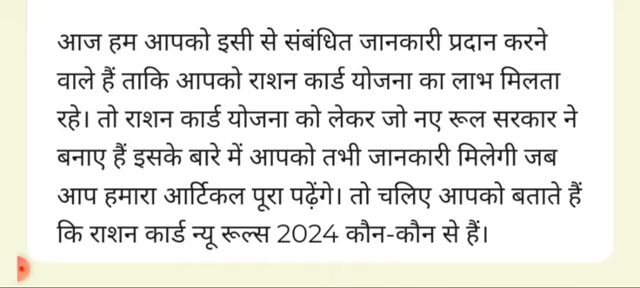 आज हम आपको इसी से संबंधित जानकारी प्रदान करने
वाले हैं ताकि आपको राशन कार्ड योजना का लाभ मिलता
रहे। तो राशन कार्ड योजना को लेकर जो नए रूल सरकार ने
बनाए हैं इसके बारे में आपको तभी जानकारी मिलेगी जब
आप हमारा आर्टिकल पूरा पढ़ेंगे। तो चलिए आपको बताते हैं
कि राशन कार्ड न्यू रूल्स 2024 कौन-कौन से हैं।